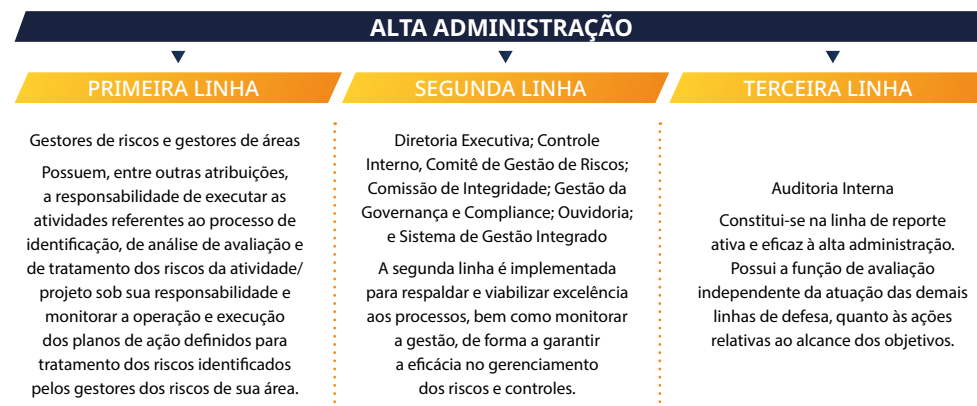 ALTA ADMINISTRAÇÃO
PRIMEIRA LINHA
Gestores de riscos e gestores de áreas
Possuem, entre outras atribuições,
a responsabilidade de executar as
atividades referentes ao processo de
identificação, de análise de avaliação e
de tratamento dos riscos da atividade/
projeto sob sua responsabilidade e
monitorar a operação e execução
dos planos de ação definidos para
tratamento dos riscos identificados
pelos gestores dos riscos de sua área.
SEGUNDA LINHA
Diretoria Executiva; Controle
Interno, Comitê de Gestão de Riscos;
Comissão de Integridade; Gestão da
Governança e Compliance; Ouvidoria;
e Sistema de Gestão Integrado
A segunda linha é implementada
para respaldar e viabilizar excelência
aos processos, bem como monitorar
a gestão, de forma a garantir
a eficácia no gerenciamento
dos riscos e controles.
TERCEIRA LINHA
Auditoria Interna
Constitui-se na linha de reporte
ativa e eficaz à alta administração.
Possui a função de avaliação
independente da atuação das demais
linhas de defesa, quanto às ações
relativas ao alcance dos objetivos.